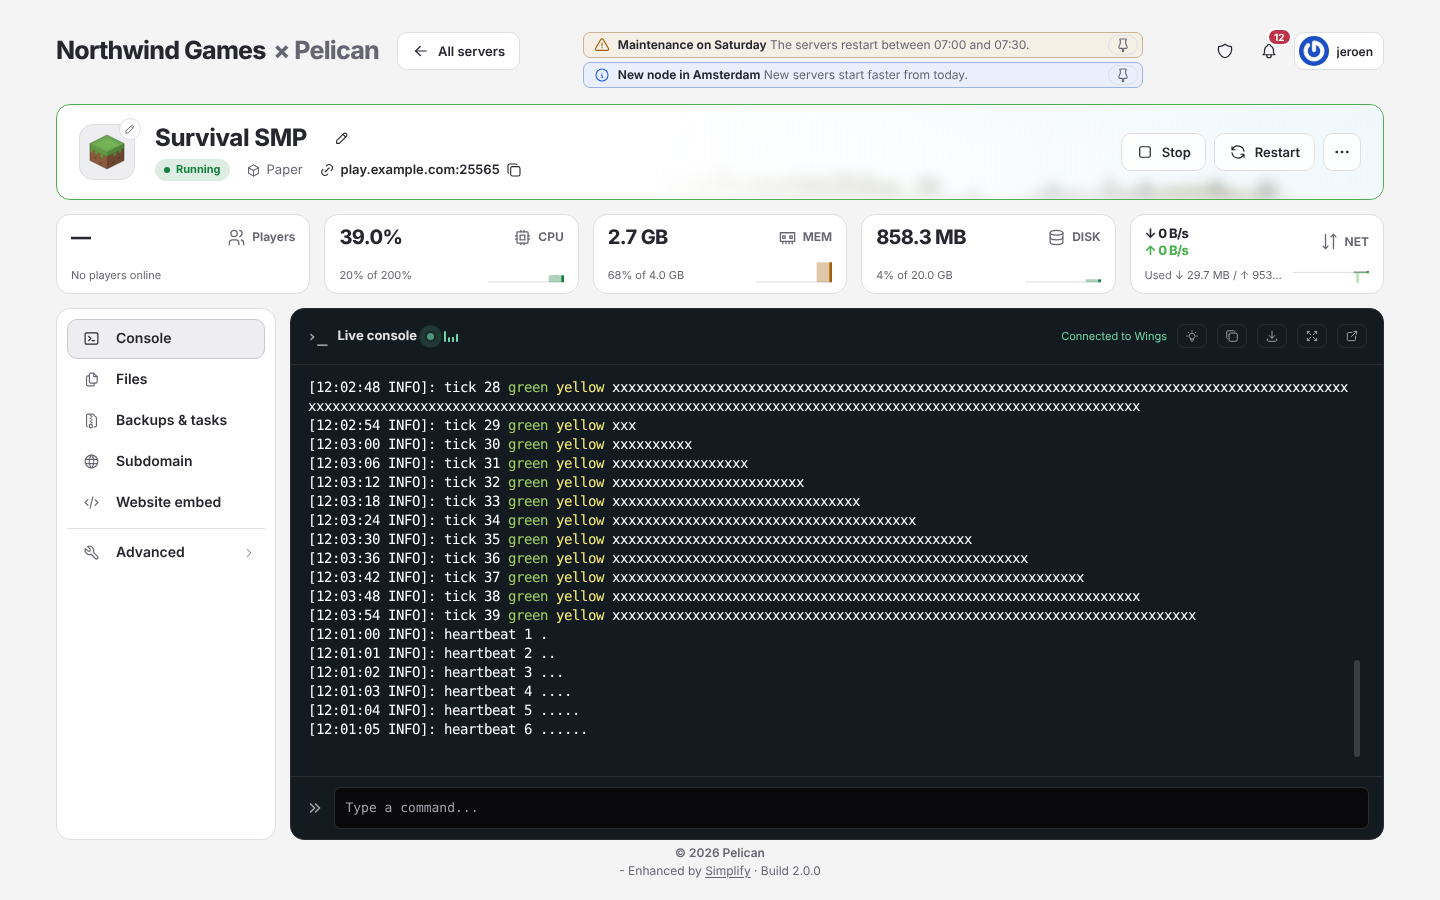 Northwind Games × Pelican
All servers
Maintenance on Saturday The servers restart between 07:00 and 07:30.
New node in Amsterdam New servers start faster from today.
12
jeroen
Survival SMP
Running
Paper
play.example.com:25565
Stop
Restart
—
Players
No players online
39.0%
CPU
20% of 200%
2.7 GB
MEM
68% of 4.0 GB
858.3 MB
DISK
4% of 20.0 GB
↓ 0 B/s
↑ 0 B/s
NET
Used ↓ 29.7 MB / ↑ 953...
Console
Files
Backups & tasks
Subdomain
Website embed
Advanced
Live console
Connected to Wings
[12:02:48 INFO]: tick 28 green yellow xxxxxxxxxxxxxxxxxxxxxxxxxxxxxxxxxxxxxxxxxxxxxxxxxxxxxxxxxxxxxxxxxxxxxxxxxxxxxxxxxxxxxxxxxxxx
xxxxxxxxxxxxxxxxxxxxxxxxxxxxxxxxxxxxxxxxxxxxxxxxxxxxxxxxxxxxxxxxxxxxxxxxxxxxxxxxxxxxxxxxxxxxxxxxxxxxxxxx
[12:02:54 INFO]: tick 29 green yellow xxx
[12:03:00 INFO]: tick 30 green yellow xxxxxxxxxx
[12:03:06 INFO]: tick 31 green yellow xxxxxxxxxxxxxxxxx
[12:03:12 INFO]: tick 32 green yellow xxxxxxxxxxxxxxxxxxxxxxxx
[12:03:18 INFO]: tick 33 green yellow xxxxxxxxxxxxxxxxxxxxxxxxxxxxxxx
[12:03:24 INFO]: tick 34 green yellow xxxxxxxxxxxxxxxxxxxxxxxxxxxxxxxxxxxxxx
[12:03:30 INFO]: tick 35 green yellow xxxxxxxxxxxxxxxxxxxxxxxxxxxxxxxxxxxxxxxxxxxxx
[12:03:36 INFO]: tick 36 green yellow xxxxxxxxxxxxxxxxxxxxxxxxxxxxxxxxxxxxxxxxxxxxxxxxxxxx
[12:03:42 INFO]: tick 37 green yellow xxxxxxxxxxxxxxxxxxxxxxxxxxxxxxxxxxxxxxxxxxxxxxxxxxxxxxxxxxx
[12:03:48 INFO]: tick 38 green yellow xxxxxxxxxxxxxxxxxxxxxxxxxxxxxxxxxxxxxxxxxxxxxxxxxxxxxxxxxxxxxxxxxx
[12:03:54 INFO]: tick 39 green yellow xxxxxxxxxxxxxxxxxxxxxxxxxxxxxxxxxxxxxxxxxxxxxxxxxxxxxxxxxxxxxxxxxxxxxxxxx
[12:01:00 INFO]: heartbeat 1 .
[12:01:01 INFO]: heartbeat 2 ..
[12:01:02 INFO]: heartbeat 3 ...
[12:01:03 INFO]: heartbeat 4 ....
[12:01:04 INFO]: heartbeat 5 .....
[12:01:05 INFO]: heartbeat 6 ......
Type a command...
© 2026 Pelican
- Enhanced by Simplify · Build 2.0.0